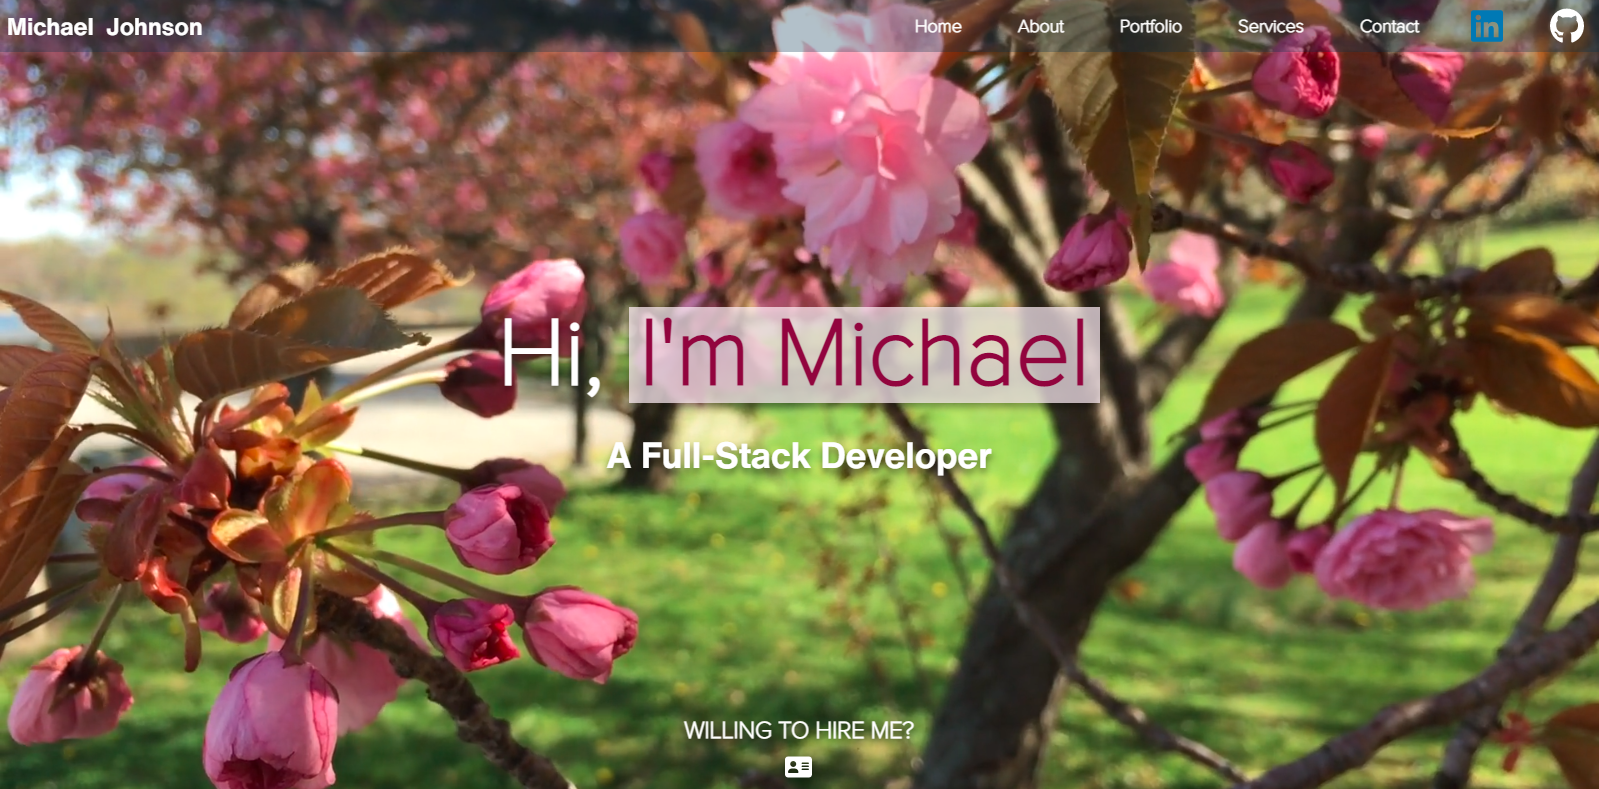 Michael Johnson
Home About Portfolio Services Contact in
Hi, I'm Michael
A Full-Stack Developer
WILLING TO HIRE ME?